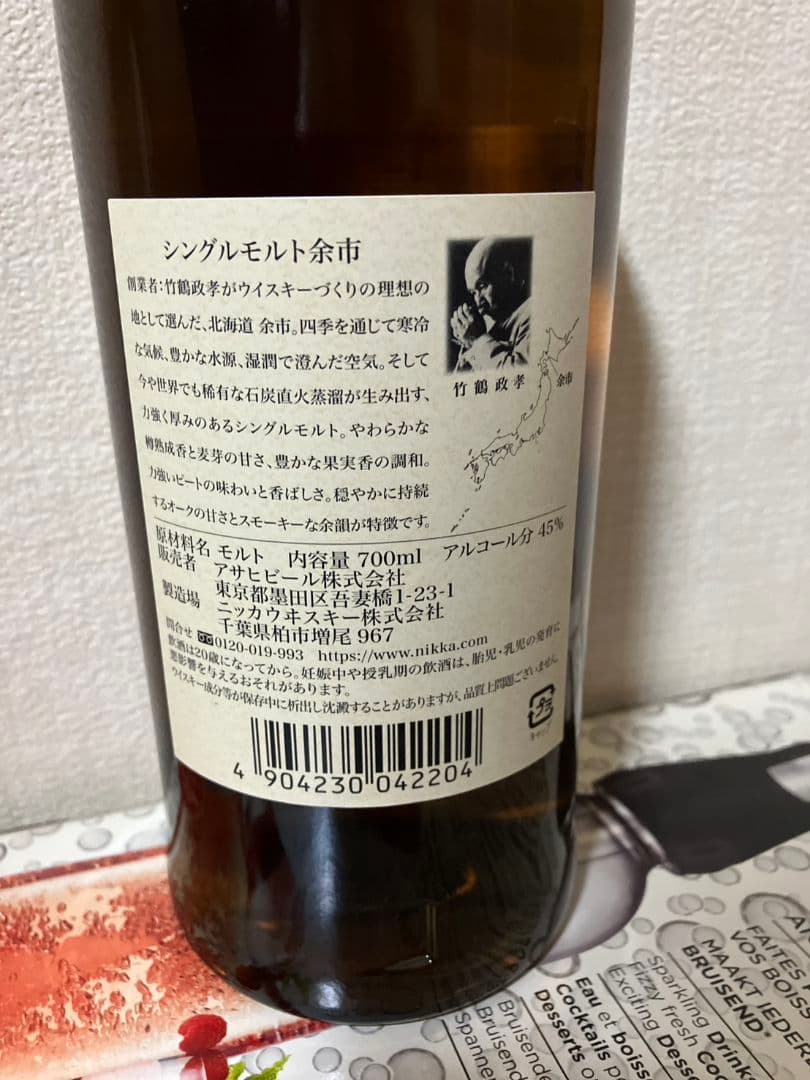 シングルモルト余市
創業者:竹鶴政孝がウイスキーづくりの理想の
地として選んだ、北海道 余市。四季を通じて寒冷
な気候、豊かな水源、湿潤で澄んだ空気。そして
今や世界でも稀有な石炭直火蒸溜が生み出す、
力強く厚みのあるシングルモルト。やわらかな
樽熟成香と麦芽の甘さ、豊かな果実香の調和。
力強いピートの味わいと香ばしさ。穏やかに持続
するオークの甘さとスモーキーな余韻が特徴です。
竹鶴政孝
余市
原材料名 モルト 内容量 700ml アルコール分 45%
販売者 アサヒビール株式会社
東京都墨田区吾妻橋1-23-1
製造場 ニッカウヰスキー株式会社
千葉県柏市増尾 967
問合せ 0120-019-993 https://www.nikka.com
飲酒は20歳になってから。妊娠中や授乳期の飲酒は、胎児・乳児の発育に
悪影響を与えるおそれがあります。
ウイスキー成分等が保存中に析出し沈澱することがありますが、品質上問題ございません。
プラ
キャップ
4 904230 042204
FAITES
VOS BOISS
MAAKT IEDER
BRUISEND*
Sparkling Drink
Fizzy fresh Coc
Exciting Desse
Eau et boiss
Cocktails p
Desserts
Bruisende
Bruisend
Spanner